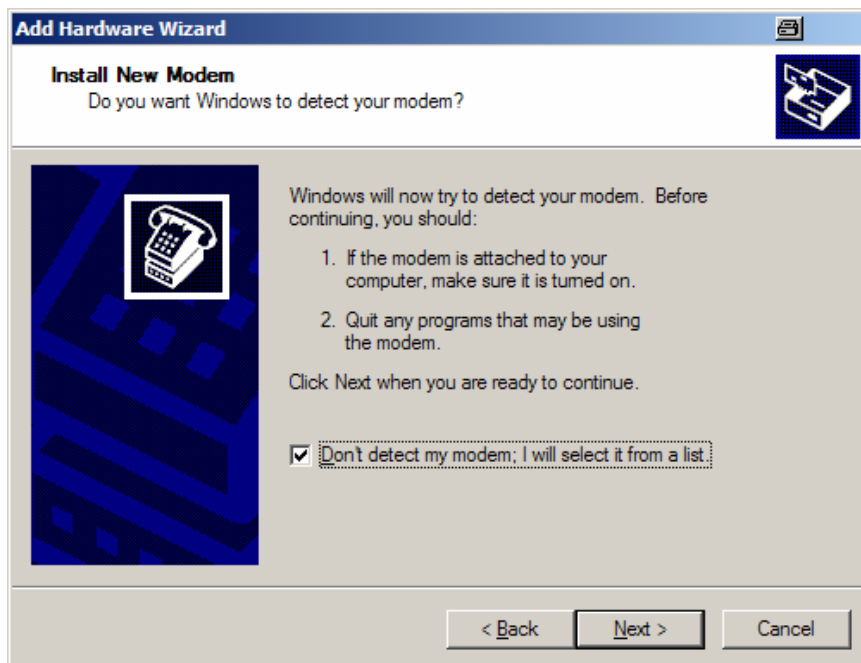 Add Hardware Wizard
Install New Modem
Do you want Windows to detect your modem?
Windows will now try to detect your modem. Before
continuing, you should:
1. If the modem is attached to your
computer, make sure it is turned on.
2. Quit any programs that may be using
the modem.
Click Next when you are ready to continue.
Don't detect my modem; I will select it from a list.
< Back
Next >
Cancel